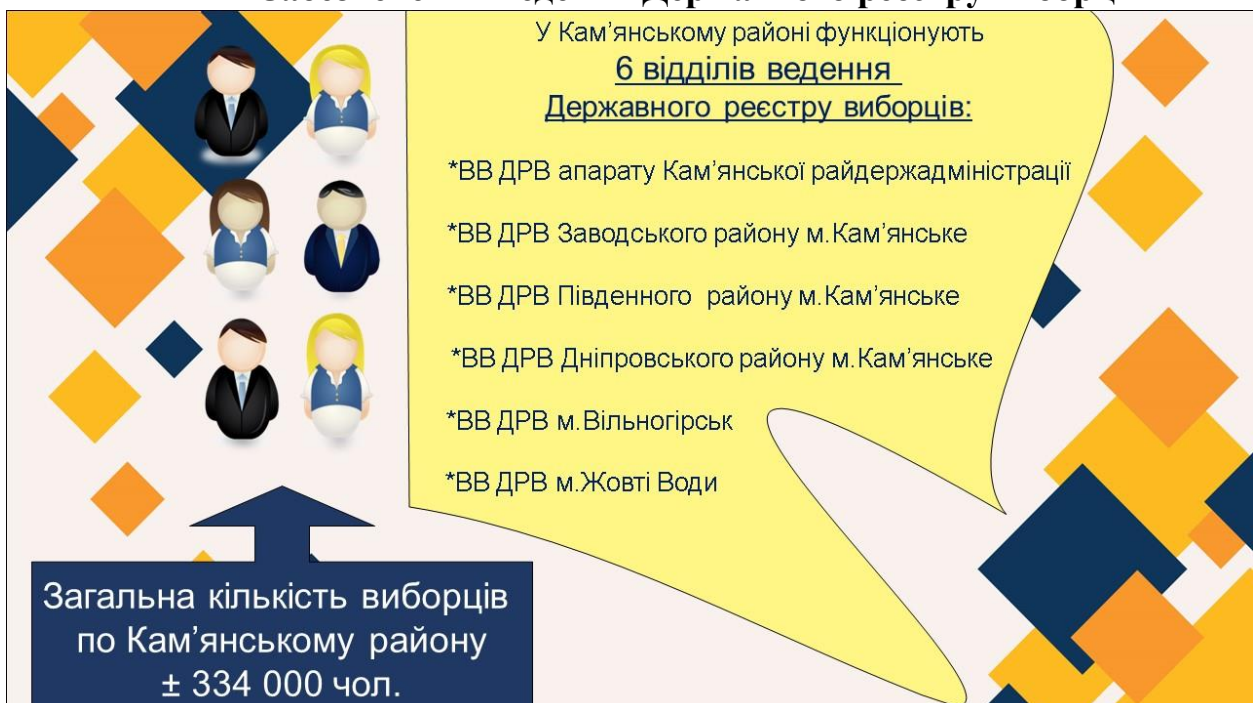 У Кам’янському районі функціонують
6 відділів ведення
Державного реєстру виборців:
*ВВ ДРВ апарату Кам’янської райдержадміністрації
*ВВ ДРВ Заводського району м.Кам’янське
*ВВ ДРВ Південного району м.Кам’янське
*ВВ ДРВ Дніпровського району м.Кам’янське
*ВВ ДРВ м.Вільногірськ
*ВВ ДРВ м.Жовті Води
Загальна кількість виборців
по Кам’янському району
± 334 000 чол.